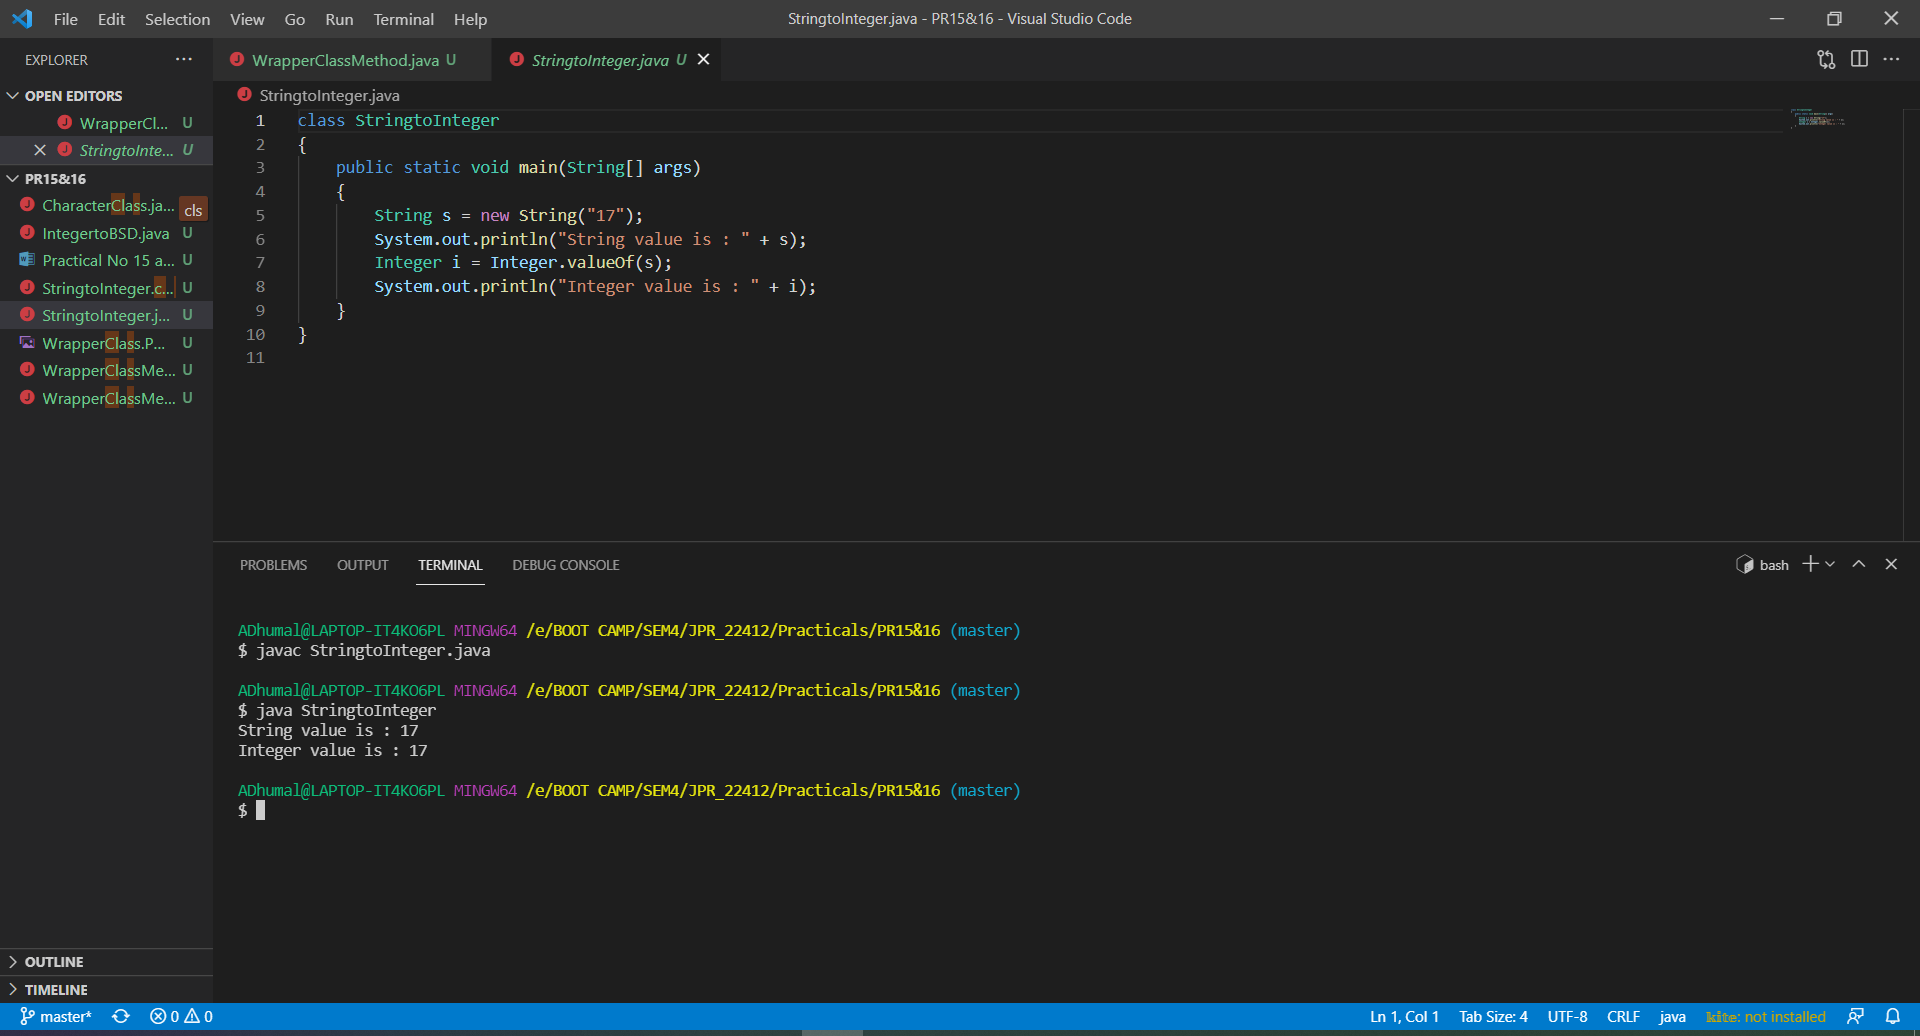 File Edit Selection View Go Run Terminal Help
StringtoInteger.java - PR15&16 - Visual Studio Code
EXPLORER
OPEN EDITORS
WrapperCl... U
StringtoInte... U
PR15&16
CharacterClass.ja...
cls
IntegertoBSD.java U
Practical No 15 a... U
StringtoInteger.c... U
StringtoInteger.j... U
WrapperClass.P... U
WrapperClassMe... U
WrapperClassMe... U
OUTLINE
TIMELINE
WrapperClassMethod.java U
StringtoInteger.java U
StringtoInteger.java
1 class StringtoInteger
2 {
3 public static void main(String[] args)
4 {
5 String s = new String("17");
6 System.out.println("String value is : " + s);
7 Integer i = Integer.valueOf(s);
8 System.out.println("Integer value is : " + i);
9 }
10 }
11
PROBLEMS OUTPUT TERMINAL DEBUG CONSOLE
bash
ADhumal@LAPTOP-IT4KO6PL MINGW64 /e/BOOT CAMP/SEM4/JPR_22412/Practicals/PR15&16 (master)
$ javac StringtoInteger.java
ADhumal@LAPTOP-IT4KO6PL MINGW64 /e/BOOT CAMP/SEM4/JPR_22412/Practicals/PR15&16 (master)
$ java StringtoInteger
String value is : 17
Integer value is : 17
ADhumal@LAPTOP-IT4KO6PL MINGW64 /e/BOOT CAMP/SEM4/JPR_22412/Practicals/PR15&16 (master)
$
master* 0 0
Ln 1, Col 1 Tab Size: 4 UTF-8 CRLF java kite: not installed